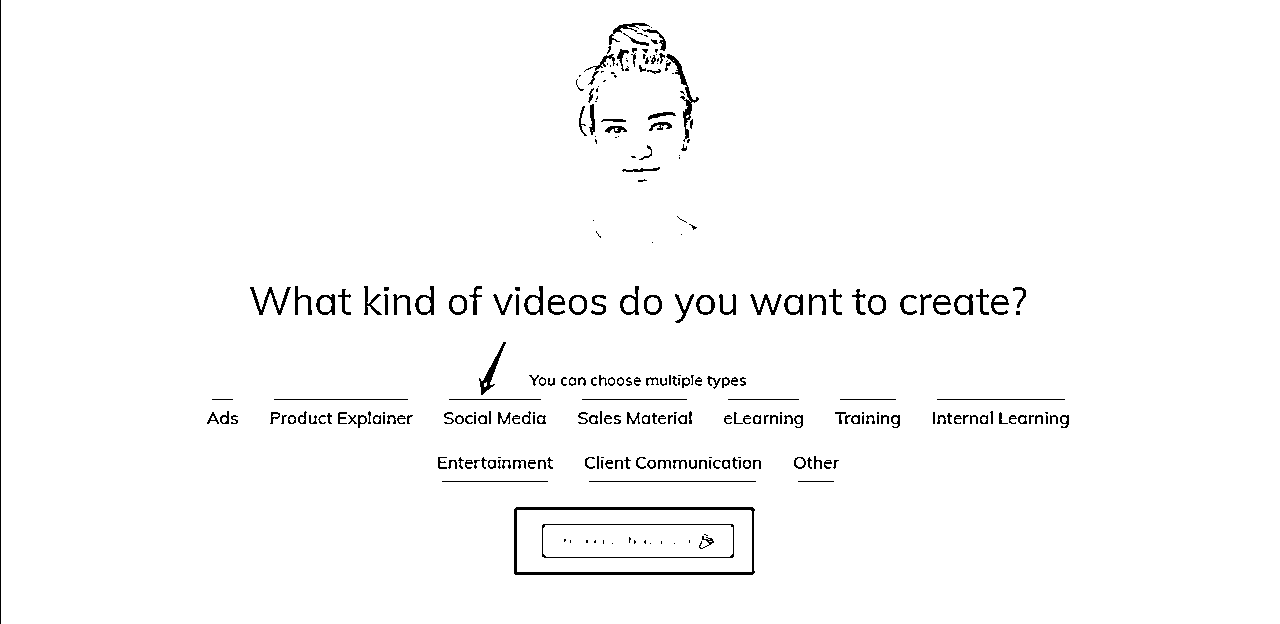 What kind of videos do you want to create?
You can choose multiple types
Ads Product Explainer Social Media Sales Material eLearning Training Internal Learning
Entertainment Client Communication Other